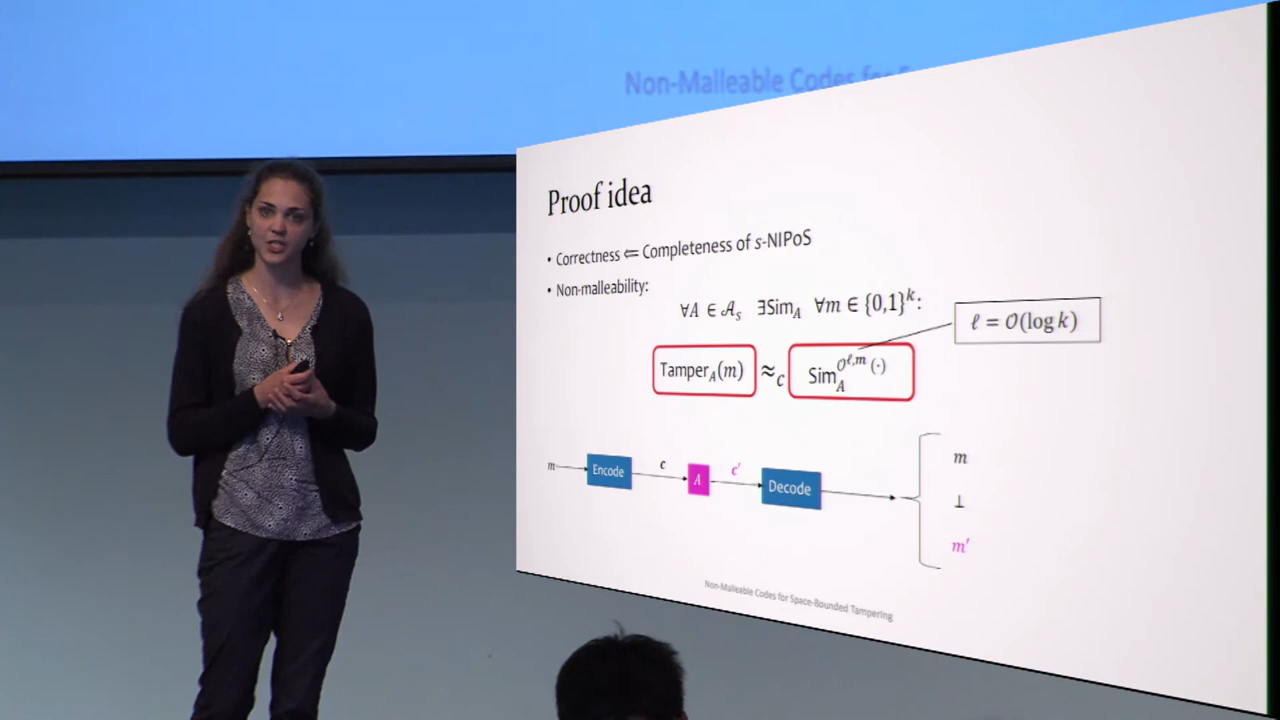 Non-Malleable Codes for
Proof idea
• Correctness ⇐ Completeness of s-NIPoS
• Non-malleability:
∀A ∈ 𝒜ₛ ∃Sim_A ∀m ∈ {0,1}ᵏ:
ℓ = 𝒪(log k)
Tamper_A(m) ≈_C Sim_A^{𝒪^{ℓ,m}(·)}
m Encode c A c′ Decode
m
⊥
m′
Non-Malleable Codes for Space-Bounded Tampering